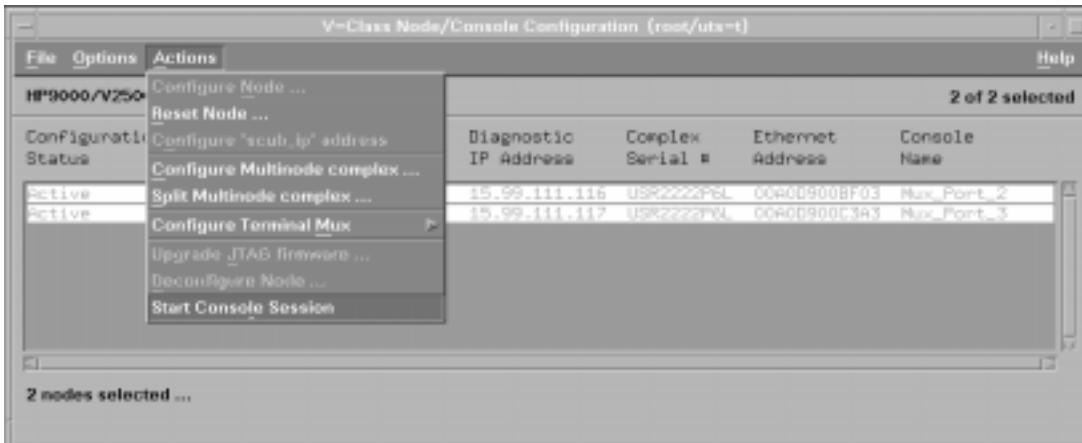 V-Class Node/Console Configuration (root/uts-t)
File Options Actions Help
HP9000/V250 2 of 2 selected
Configure Node ...
Reset Node ...
Configure "scub_ip" address
Configure Multinode complex ...
Split Multinode complex ...
Configure Terminal Mux
Upgrade JTAG firmware ...
Deconfigure Node ...
Start Console Session
Configurati Diagnostic Complex Ethernet Console
Status IP Address Serial # Address Name
Active 15.99.111.116 USR2222P6L 00A0D900BF03 Mux_Port_2
Active 15.99.111.117 USR2222P6L 00A0D900C3A3 Mux_Port_3
2 nodes selected ...